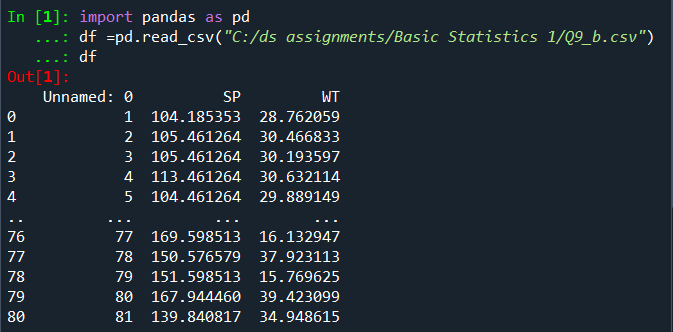 In [1]: import pandas as pd
   ...: df =pd.read_csv("C:/ds assignments/Basic Statistics 1/Q9_b.csv")
   ...: df
Out[1]:
    Unnamed: 0          SP         WT
0            1  104.185353  28.762059
1            2  105.461264  30.466833
2            3  105.461264  30.193597
3            4  113.461264  30.632114
4            5  104.461264  29.889149
..         ...         ...        ...
76          77  169.598513  16.132947
77          78  150.576579  37.923113
78          79  151.598513  15.769625
79          80  167.944460  39.423099
80          81  139.840817  34.948615